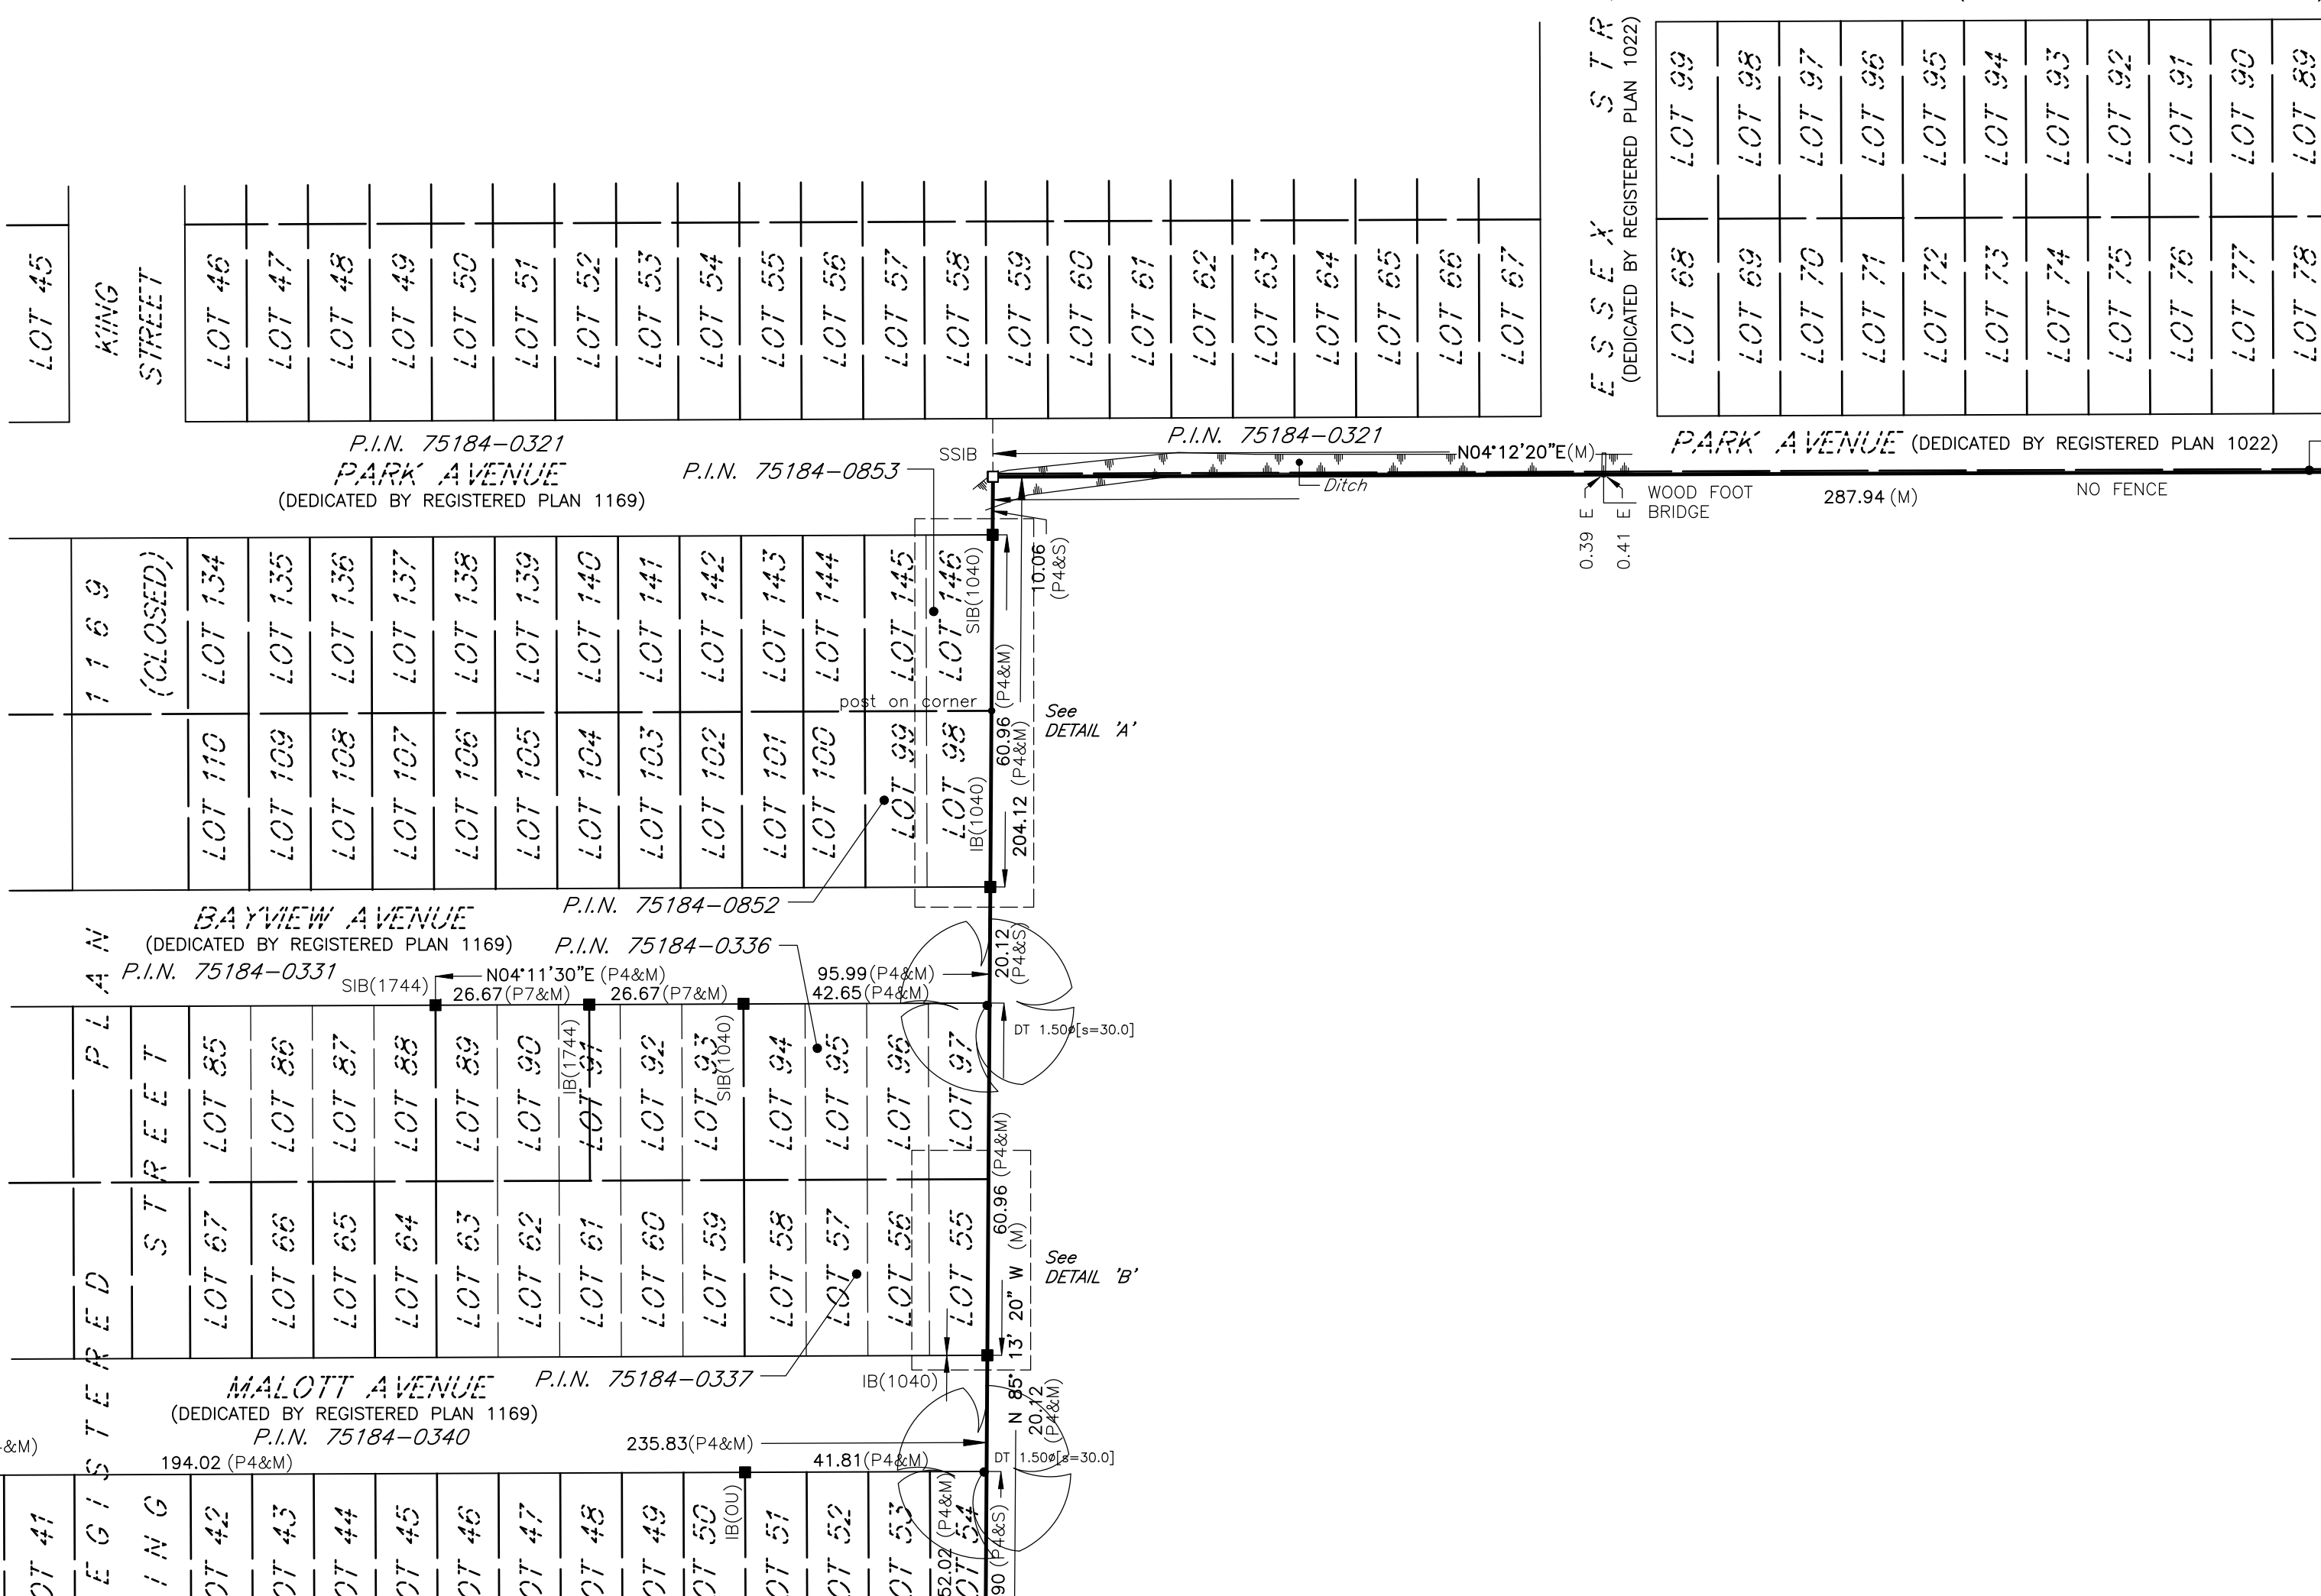 LOT 45
KING
STREET
LOT 46
LOT 47
LOT 48
LOT 49
LOT 50
LOT 51
LOT 52
LOT 53
LOT 54
LOT 55
LOT 56
LOT 57
LOT 58
LOT 59
LOT 60
LOT 61
LOT 62
LOT 63
LOT 64
LOT 65
LOT 66
LOT 67
ESSEX STR
(DEDICATED BY REGISTERED PLAN 1022)
LOT 99
LOT 98
LOT 97
LOT 96
LOT 95
LOT 94
LOT 93
LOT 92
LOT 91
LOT 90
LOT 89
LOT 68
LOT 69
LOT 70
LOT 71
LOT 72
LOT 73
LOT 74
LOT 75
LOT 76
LOT 77
LOT 78
P.I.N. 75184-0321
PARK AVENUE
(DEDICATED BY REGISTERED PLAN 1169)
P.I.N. 75184-0853
SSIB
P.I.N. 75184-0321
N04°12'20"E(M)
PARK AVENUE (DEDICATED BY REGISTERED PLAN 1022)
Ditch
0.39 E
0.41 E
WOOD FOOT
BRIDGE
287.94 (M)
NO FENCE
1169
(CLOSED)
LOT 134
LOT 135
LOT 136
LOT 137
LOT 138
LOT 139
LOT 140
LOT 141
LOT 142
LOT 143
LOT 144
LOT 145
LOT 146
SIB(1040)
10.06
(P4&S)
post on corner
60.96 (P4&M)
204.12 (P4&M)
See
DETAIL 'A'
LOT 110
LOT 109
LOT 108
LOT 107
LOT 106
LOT 105
LOT 104
LOT 103
LOT 102
LOT 101
LOT 100
LOT 99
LOT 98
IB(1040)
BAYVIEW AVENUE
(DEDICATED BY REGISTERED PLAN 1169)
P.I.N. 75184-0331
P.I.N. 75184-0852
P.I.N. 75184-0336
20.12
(P4&S)
SIB(1744)
N04°11'30"E (P4&M)
26.67(P7&M)
26.67(P7&M)
95.99(P4&M)
42.65(P4&M)
DT 1.50ø[s=30.0]
PLAN
STREET
LOT 85
LOT 86
LOT 87
LOT 88
LOT 89
LOT 90
IB(1744)
LOT 91
LOT 92
LOT 93
SIB(1040)
LOT 94
LOT 95
LOT 96
LOT 97
60.96 (P4&M)
LOT 67
LOT 66
LOT 65
LOT 64
LOT 63
LOT 62
LOT 61
LOT 60
LOT 59
LOT 58
LOT 57
LOT 56
LOT 55
N 85° 13' 20" W (M)
See
DETAIL 'B'
MALOTT AVENUE
(DEDICATED BY REGISTERED PLAN 1169)
P.I.N. 75184-0340
P.I.N. 75184-0337
IB(1040)
20.12
(P4&M)
&M)
194.02 (P4&M)
235.83(P4&M)
41.81(P4&M)
DT 1.50ø[s=30.0]
EGISTERED
ING
OT 41
OT 42
OT 43
OT 44
OT 45
OT 46
OT 47
OT 48
OT 49
OT 50
IB(OU)
OT 51
OT 52
OT 53
52.02 (P4&M)
OT 54
90 (P4&S)